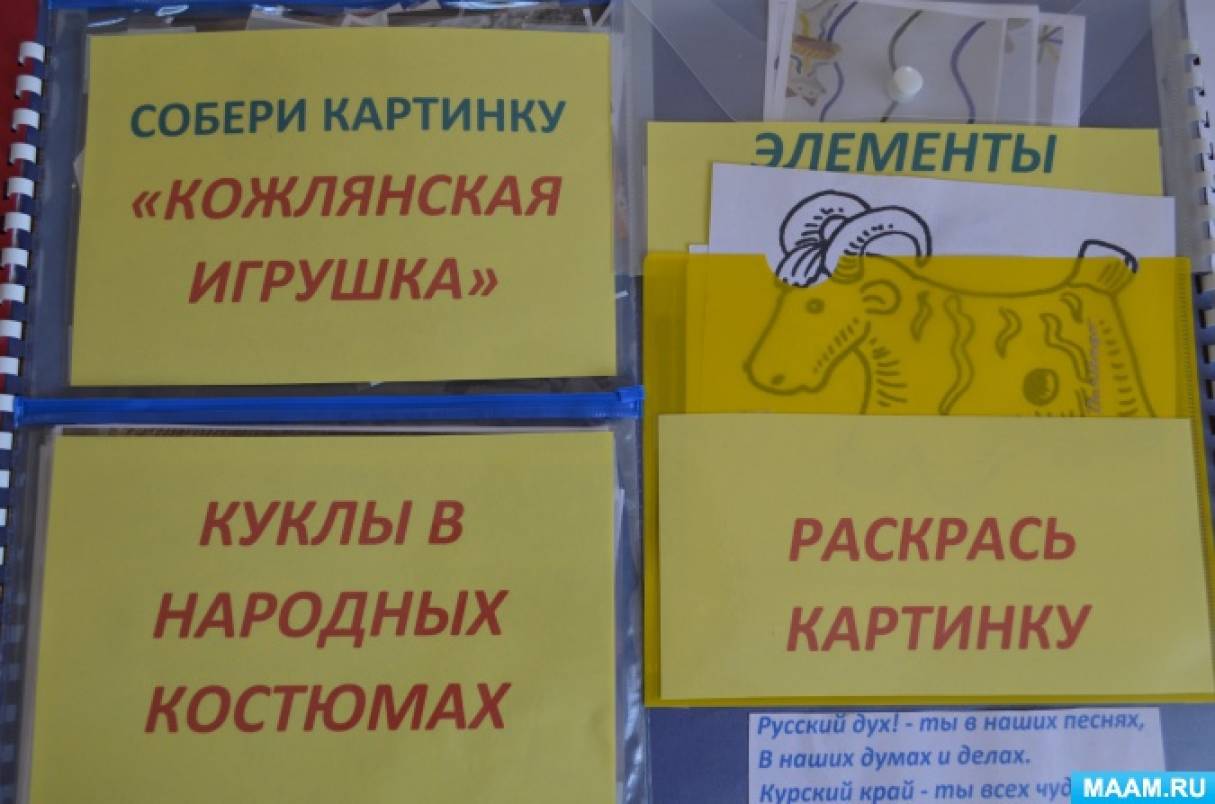 СОБЕРИ КАРТИНКУ
«КОЖЛЯНСКАЯ
ИГРУШКА»
КУКЛЫ В
НАРОДНЫХ
КОСТЮМАХ
ЭЛЕМЕНТЫ
РАСКРАСЬ
КАРТИНКУ
Русский дух! - ты в наших песнях,
В наших думах и делах.
Курский край - ты всех
MAAM.RU